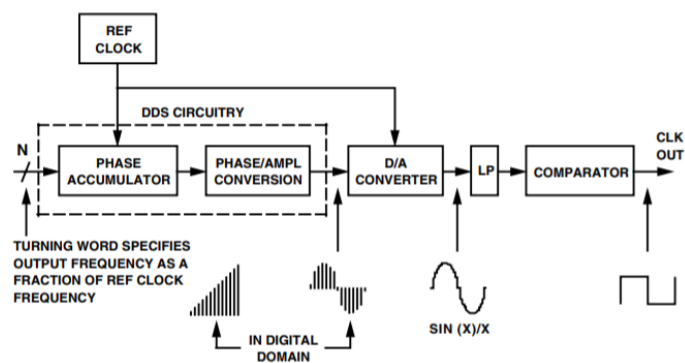 REF
CLOCK
DDS CIRCUITRY
N
PHASE
ACCUMULATOR
PHASE/AMPL
CONVERSION
D/A
CONVERTER
LP
COMPARATOR
CLK
OUT
TURNING WORD SPECIFIES
OUTPUT FREQUENCY AS A
FRACTION OF REF CLOCK
FREQUENCY
IN DIGITAL
DOMAIN
SIN (X)/X